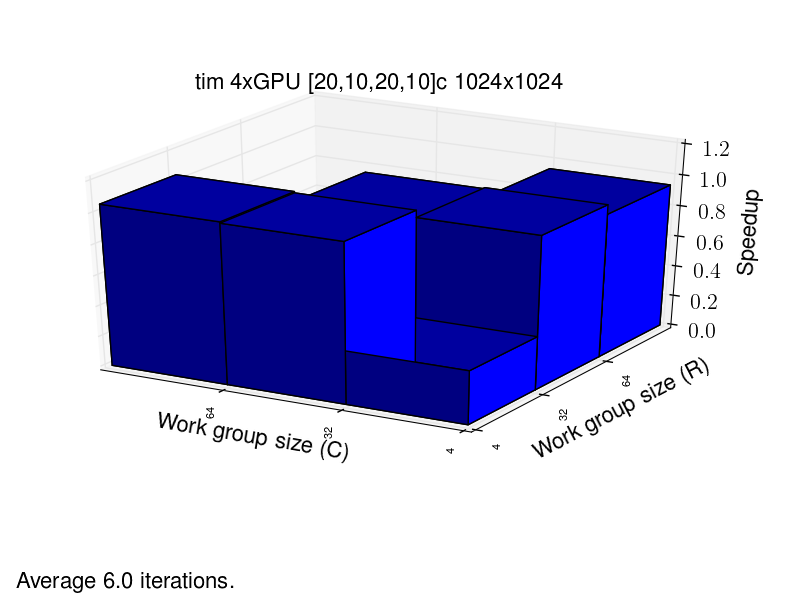 tim 4xGPU [20,10,20,10]c 1024x1024
1.2
1.0
0.8
0.6
0.4
0.2
0.0
Speedup
64
32
4
Work group size (C)
4
32
64
Work group size (R)
Average 6.0 iterations.